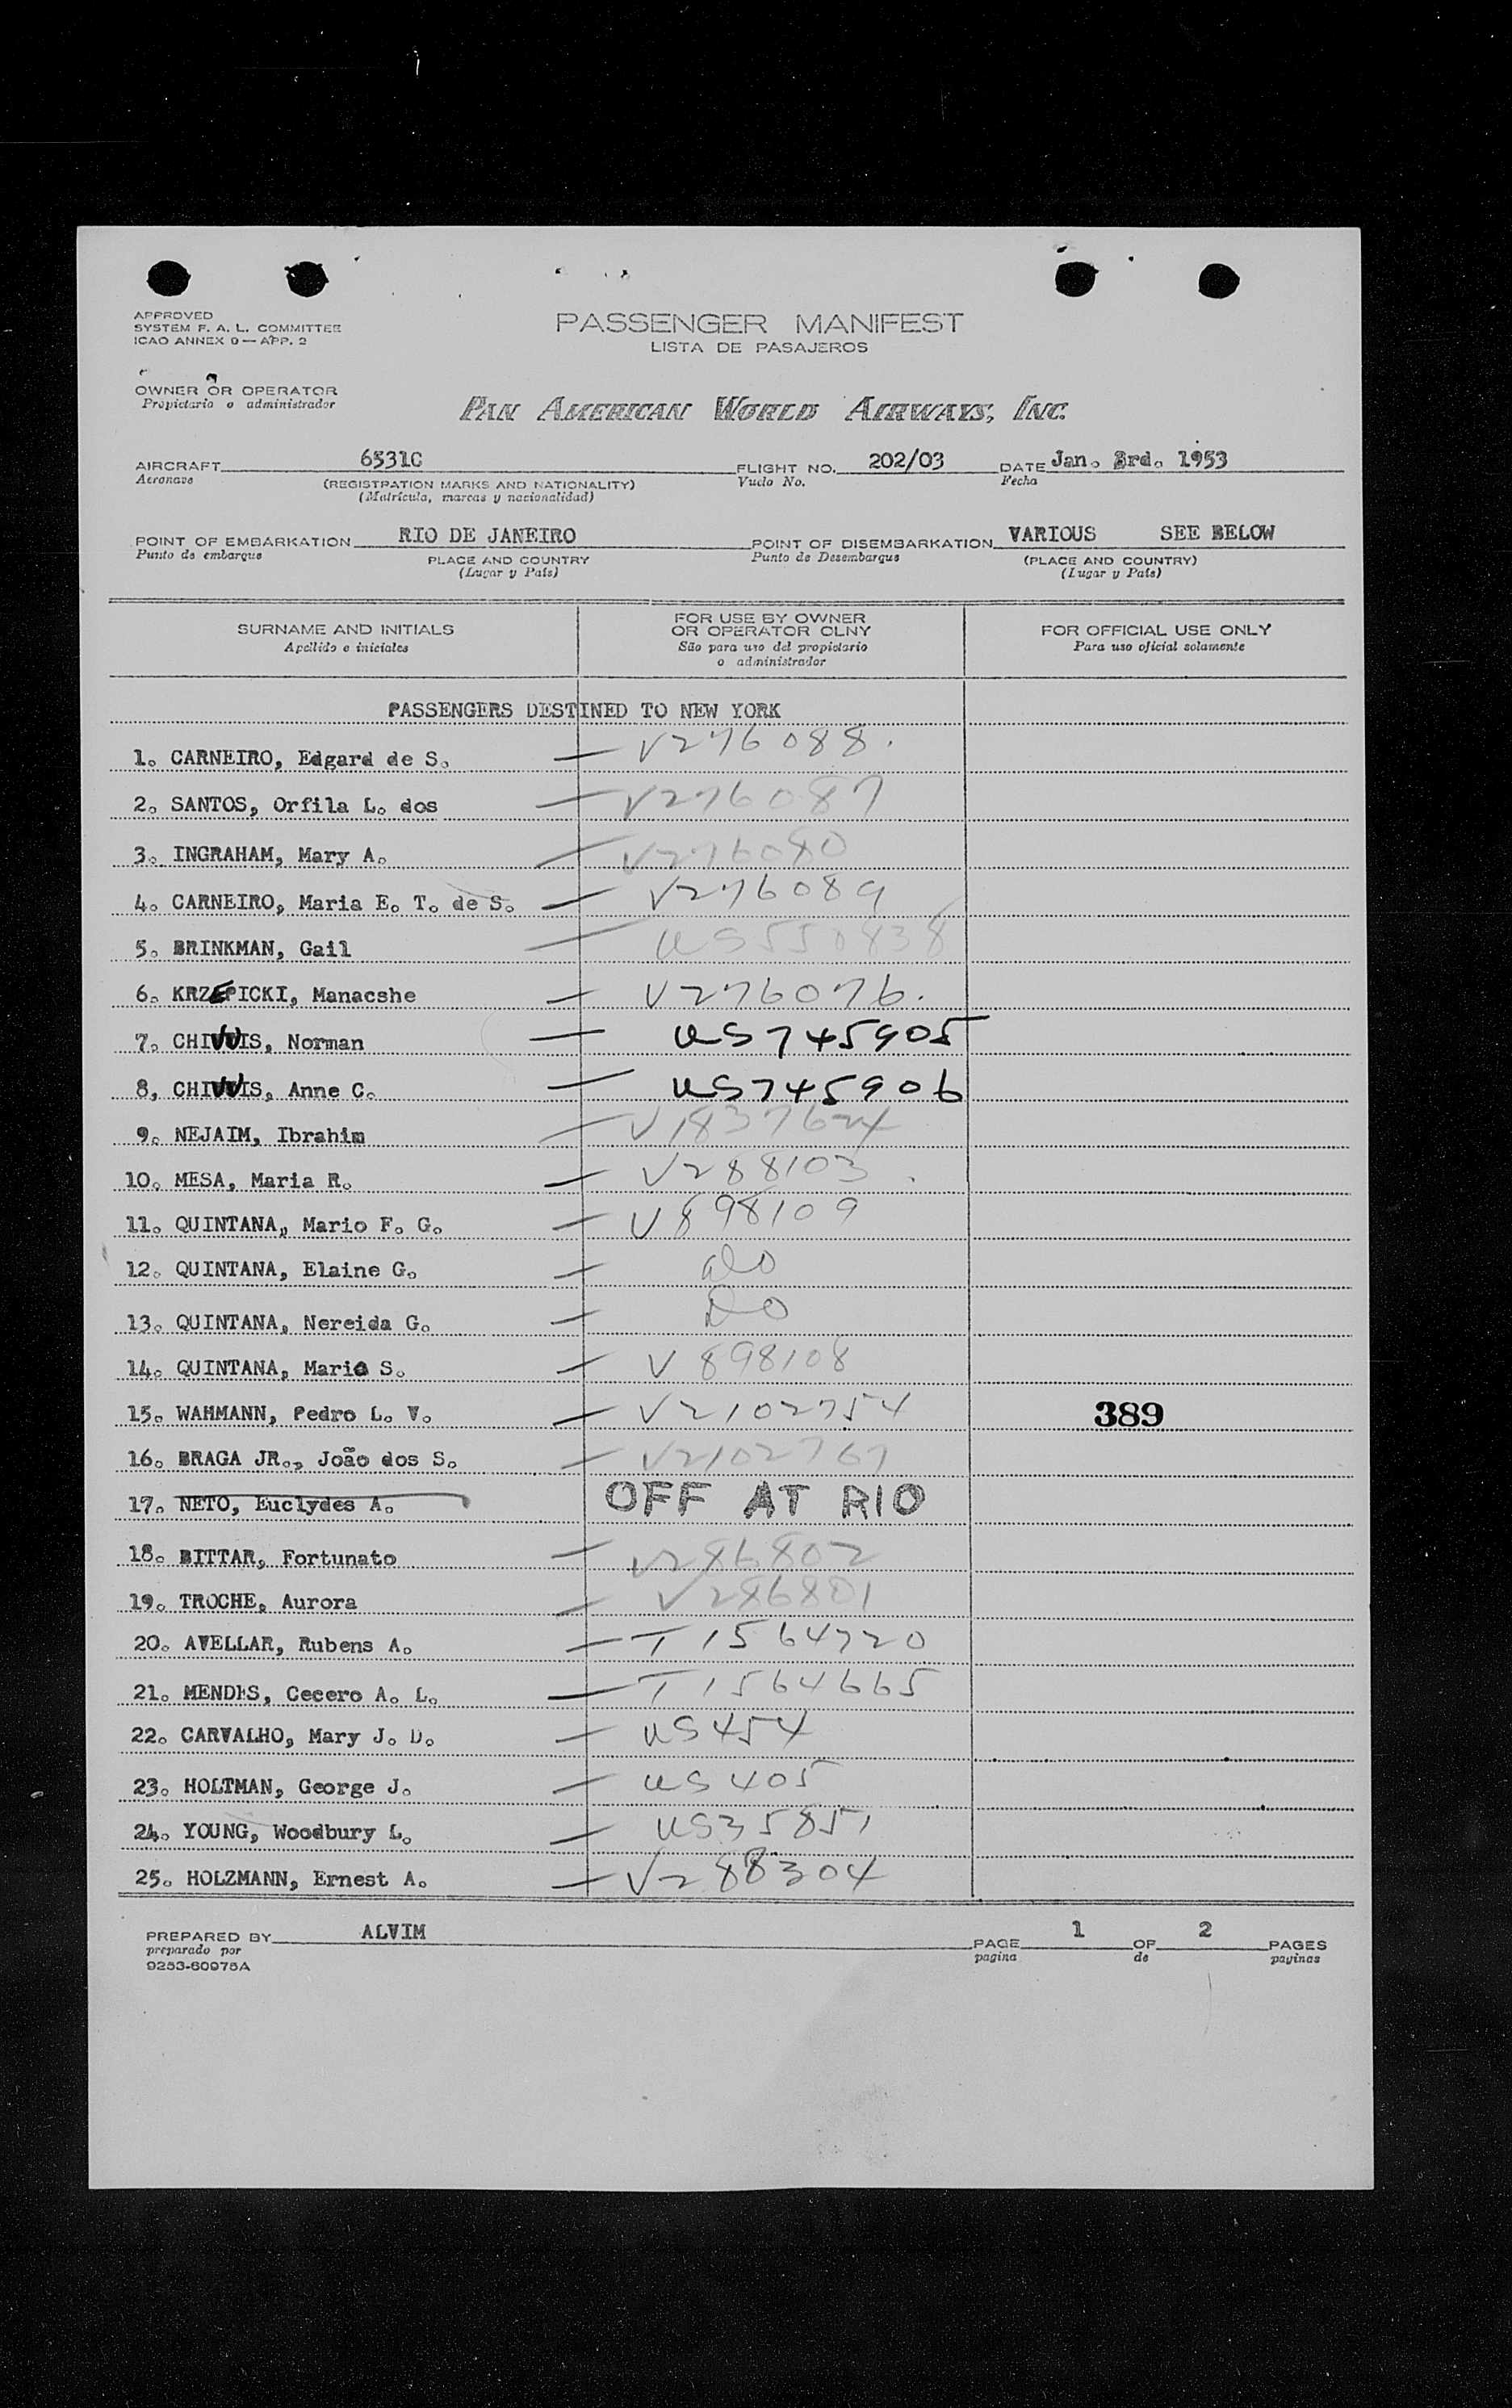 APPROVED
SYSTEM F. A. L. COMMITTEE
ICAO ANNEX 9 — APP. 2
PASSENGER MANIFEST
LISTA DE PASAJEROS
OWNER OR OPERATOR
Propietario o administrador
PAN AMERICAN WORLD AIRWAYS, INC.
AIRCRAFT 6531C FLIGHT NO. 202/03 DATE Jan. 3rd. 1953
Aeronave (REGISTRATION MARKS AND NATIONALITY) Vuelo No. Fecha
(Matrícula, marcas y nacionalidad)
POINT OF EMBARKATION RIO DE JANEIRO POINT OF DISEMBARKATION VARIOUS SEE BELOW
Punto de embarque PLACE AND COUNTRY Punto de Desembarque (PLACE AND COUNTRY)
(Lugar y País) (Lugar y País)
SURNAME AND INITIALS FOR USE BY OWNER OR OPERATOR OLNY FOR OFFICIAL USE ONLY
Apellido e iniciales São para uso del propietario o administrador Para uso oficial solamente
PASSENGERS DESTINED TO NEW YORK
1. CARNEIRO, Edgard de S. — V276088.
2. SANTOS, Orfila L. dos — V276087
3. INGRAHAM, Mary A. — V276080
4. CARNEIRO, Maria E. T. de S. — V276089
5. BRINKMAN, Gail — US550838
6. KRZEPICKI, Manacshe — V276076.
7. CHIVVIS, Norman — US745905
8, CHIVVIS, Anne C. — US745906
9. NEJAIM, Ibrahim — V1837624
10. MESA, Maria R. — V288103
11. QUINTANA, Mario F. G. — V898109
12. QUINTANA, Elaine G. — do
13. QUINTANA, Nereida G. — Do
14. QUINTANA, Maria S. — V898108
15. WAHMANN, Pedro L. V. — V2102754 389
16. BRAGA JR., João dos S. — V2102767
17. NETO, Euclydes A. OFF AT RIO
18. BITTAR, Fortunato — V286802
19. TROCHE, Aurora — V286801
20. AVELLAR, Rubens A. — T1564720
21. MENDES, Cecero A. L. — T1564665
22. CARVALHO, Mary J. D. — US454
23. HOLTMAN, George J. — US405
24. YOUNG, Woodbury L. — US35851
25. HOLZMANN, Ernest A. — V288304
PREPARED BY ALVIM PAGE 1 OF 2 PAGES
preparado por pagina de paginas
9253-60975A